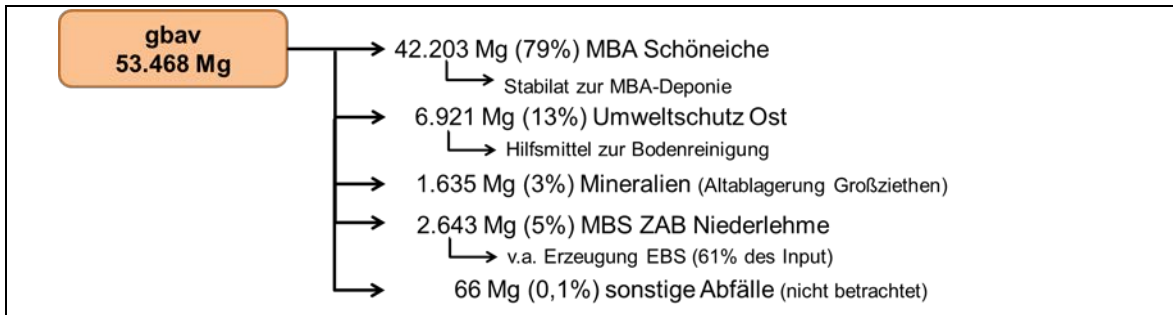 gbav
53.468 Mg
42.203 Mg (79%) MBA Schöneiche
Stabilat zur MBA-Deponie
6.921 Mg (13%) Umweltschutz Ost
Hilfsmittel zur Bodenreinigung
1.635 Mg (3%) Mineralien (Altablagerung Großziethen)
2.643 Mg (5%) MBS ZAB Niederlehme
v.a. Erzeugung EBS (61% des Input)
66 Mg (0,1%) sonstige Abfälle (nicht betrachtet)